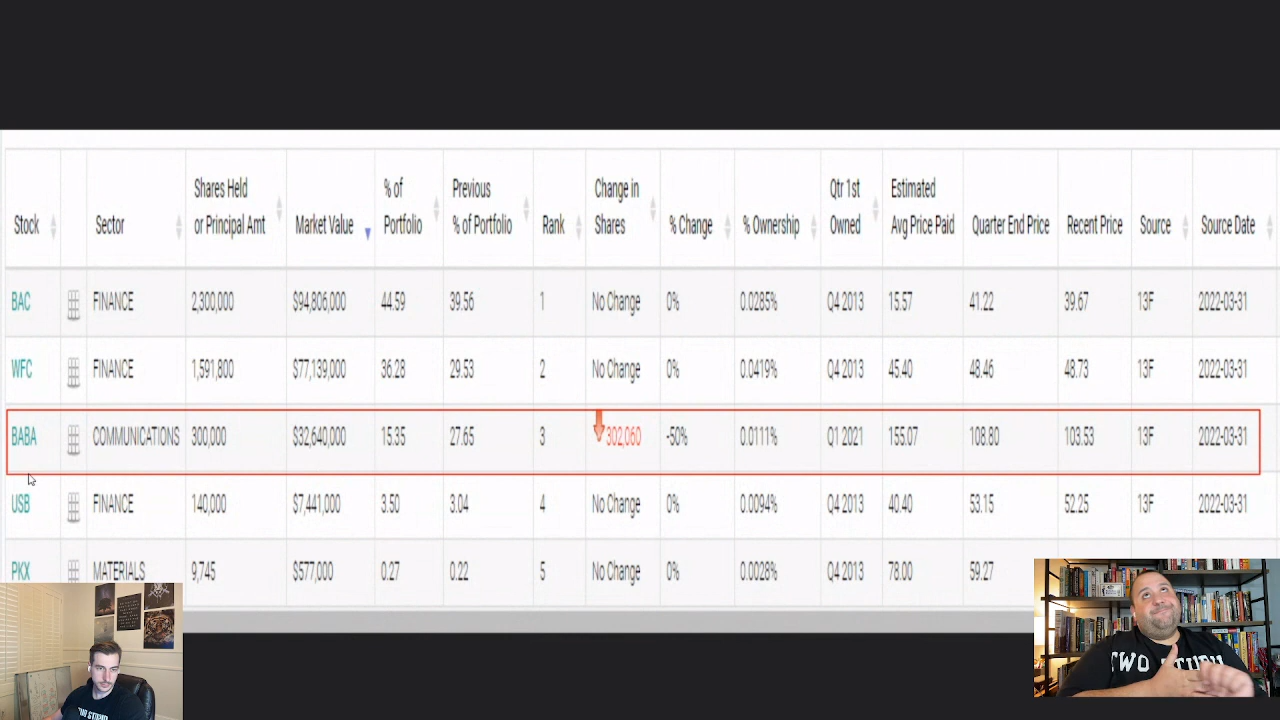 Stock Sector Shares Held or Principal Amt Market Value % of Portfolio Previous % of Portfolio Rank Change in Shares % Change % Ownership Qtr 1st Owned Estimated Avg Price Paid Quarter End Price Recent Price Source Source Date
BAC FINANCE 2,300,000 $94,806,000 44.59 39.56 1 No Change 0% 0.0285% Q4 2013 15.57 41.22 39.67 13F 2022-03-31
WFC FINANCE 1,591,800 $77,139,000 36.28 29.53 2 No Change 0% 0.0419% Q4 2013 45.40 48.46 48.73 13F 2022-03-31
BABA COMMUNICATIONS 300,000 $32,640,000 15.35 27.65 3 302,060 -50% 0.0111% Q1 2021 155.07 108.80 103.53 13F 2022-03-31
USB FINANCE 140,000 $7,441,000 3.50 3.04 4 No Change 0% 0.0094% Q4 2013 40.40 53.15 52.25 13F 2022-03-31
PKX MATERIALS 9,745 $577,000 0.27 0.22 5 No Change 0% 0.0028% Q4 2013 78.00 59.27
TWO